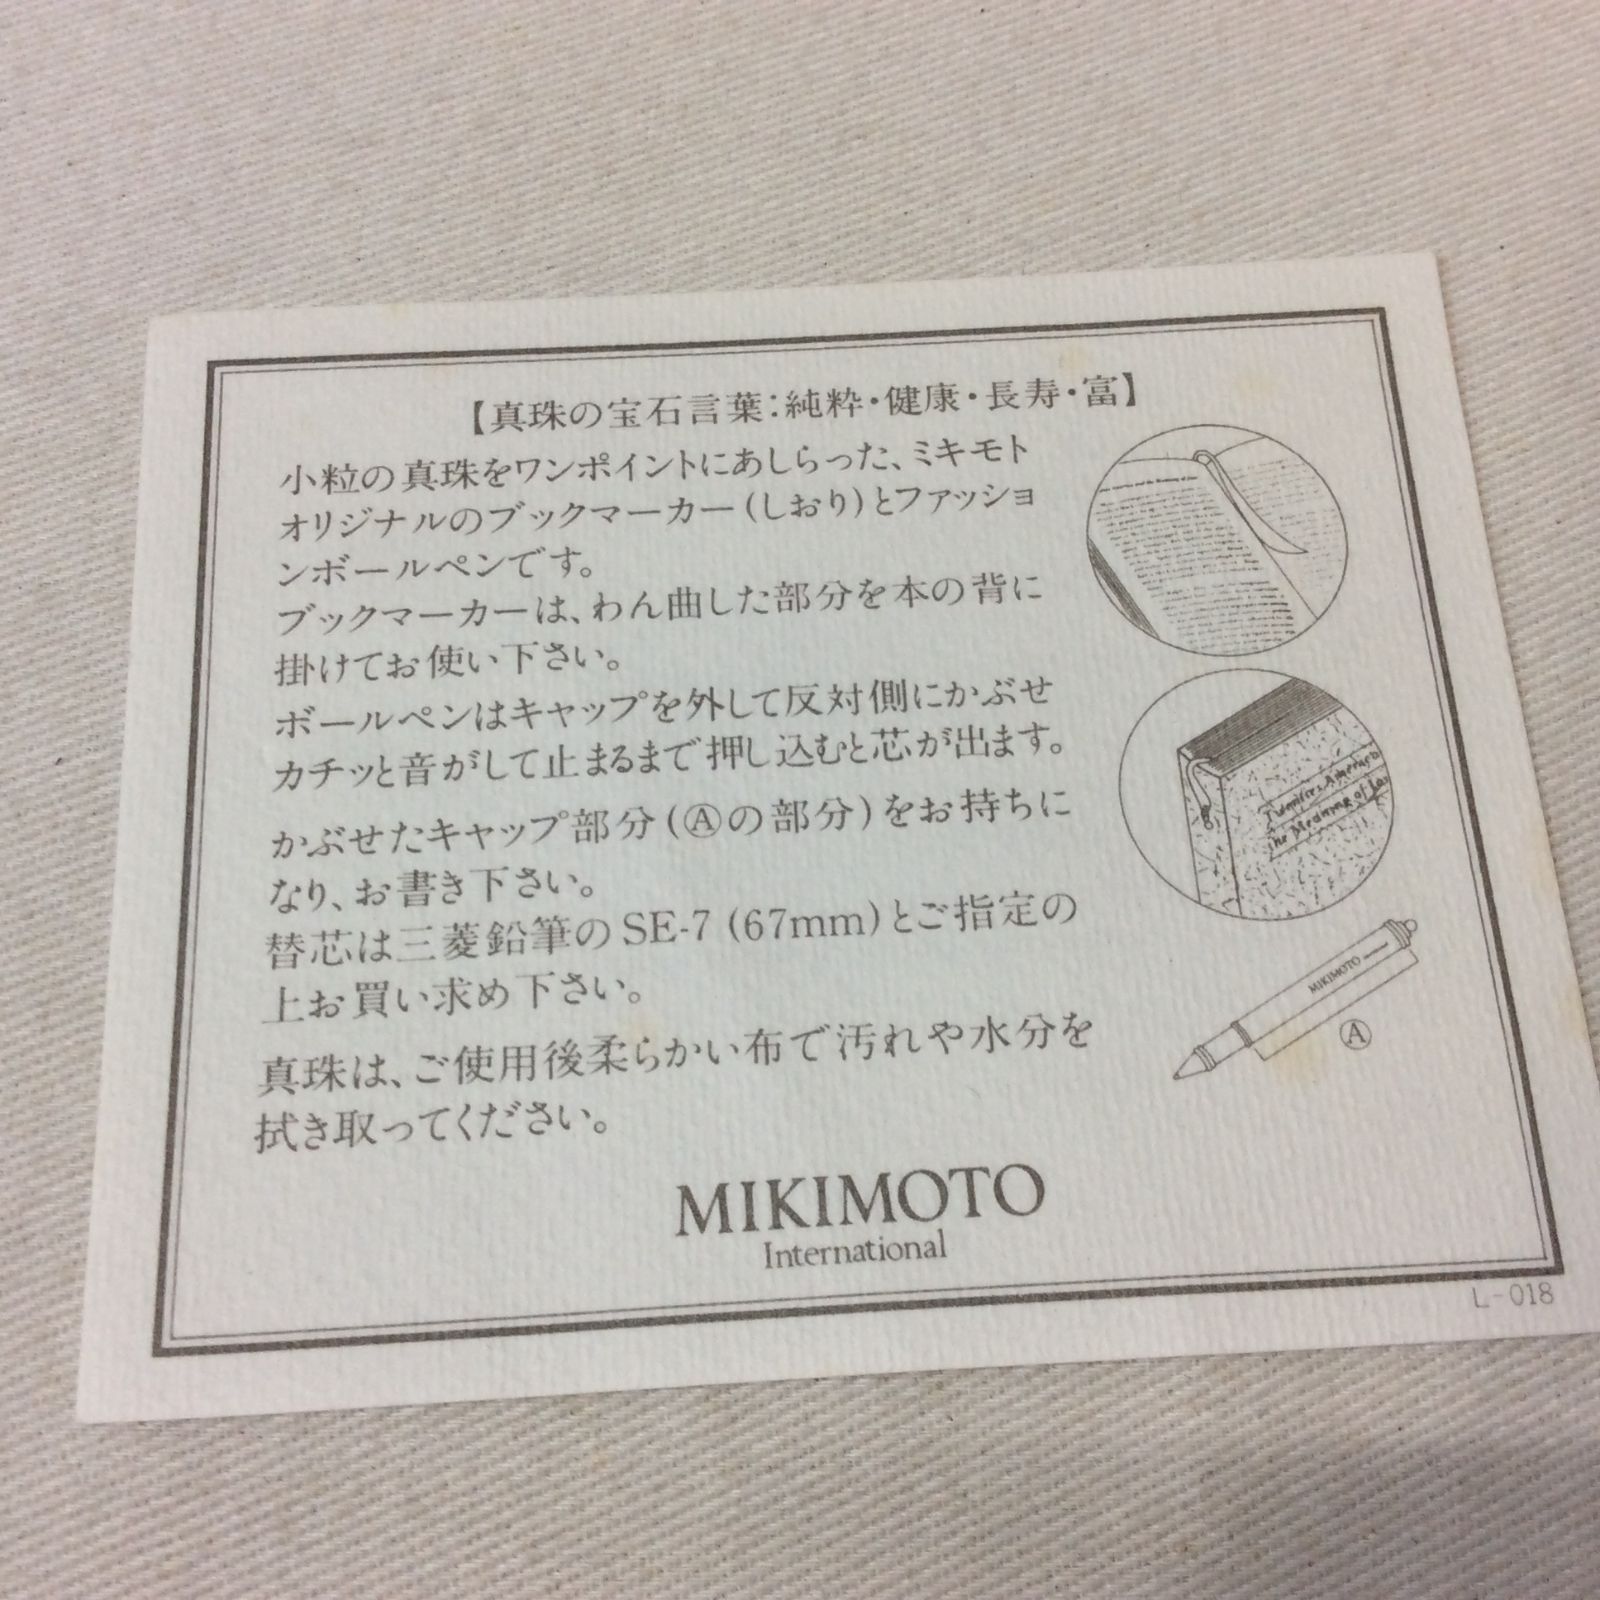 【真珠の宝石言葉：純粋・健康・長寿・富】
小粒の真珠をワンポイントにあしらった、ミキモト
オリジナルのブックマーカー(しおり)とファッショ
ンボールペンです。
ブックマーカーは、わん曲した部分を本の背に
掛けてお使い下さい。
ボールペンはキャップを外して反対側にかぶせ
カチッと音がして止まるまで押し込むと芯が出ます。
かぶせたキャップ部分(Ⓐの部分)をお持ちに
なり、お書き下さい。
替芯は三菱鉛筆のSE-7 (67mm)とご指定の
上お買い求め下さい。
真珠は、ご使用後柔らかい布で汚れや水分を
拭き取ってください。
MIKIMOTO
International
MIKIMOTO
Ⓐ
L-018